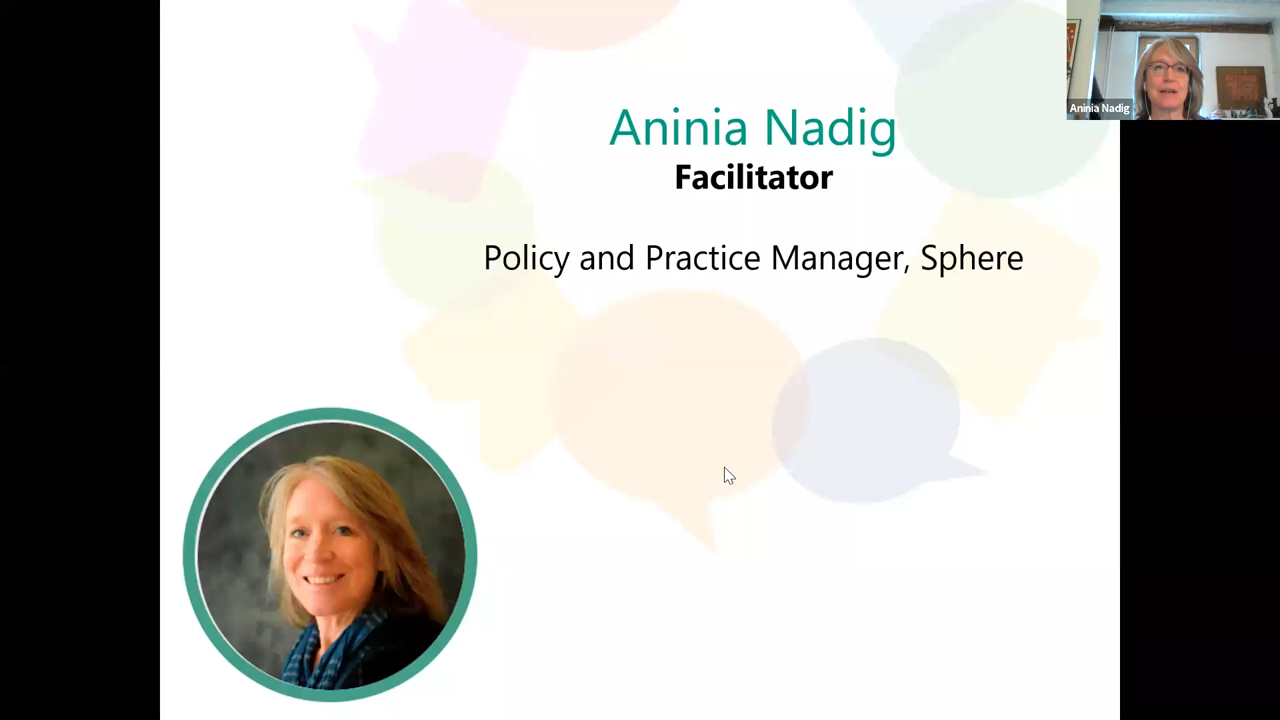 Aninia Nadig
Facilitator
Policy and Practice Manager, Sphere
Aninia Nadig